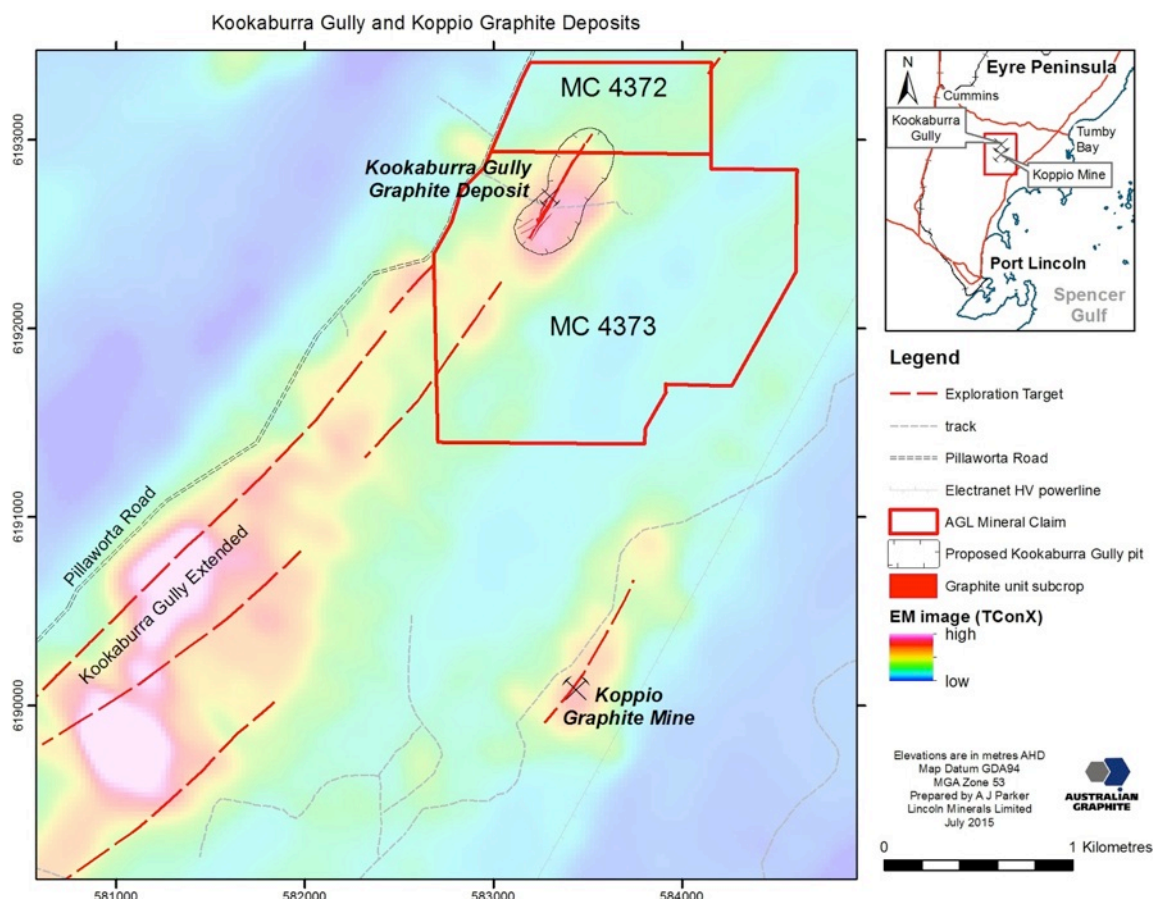 Kookaburra Gully and Koppio Graphite Deposits
MC 4372
Kookaburra Gully
Graphite Deposit
MC 4373
Pillaworta Road
Kookaburra Gully Extended
Koppio
Graphite Mine
6193000
6192000
6191000
6190000
581000
582000
583000
584000
N
Eyre Peninsula
Cummins
Kookaburra
Gully
Tumby
Bay
Koppio Mine
Port Lincoln
Spencer
Gulf
Legend
Exploration Target
track
Pillaworta Road
Electranet HV powerline
AGL Mineral Claim
Proposed Kookaburra Gully pit
Graphite unit subcrop
EM image (TConX)
high
low
Elevations are in metres AHD
Map Datum GDA94
MGA Zone 53
Prepared by A J Parker
Lincoln Minerals Limited
July 2015
AUSTRALIAN
GRAPHITE
0 1 Kilometres